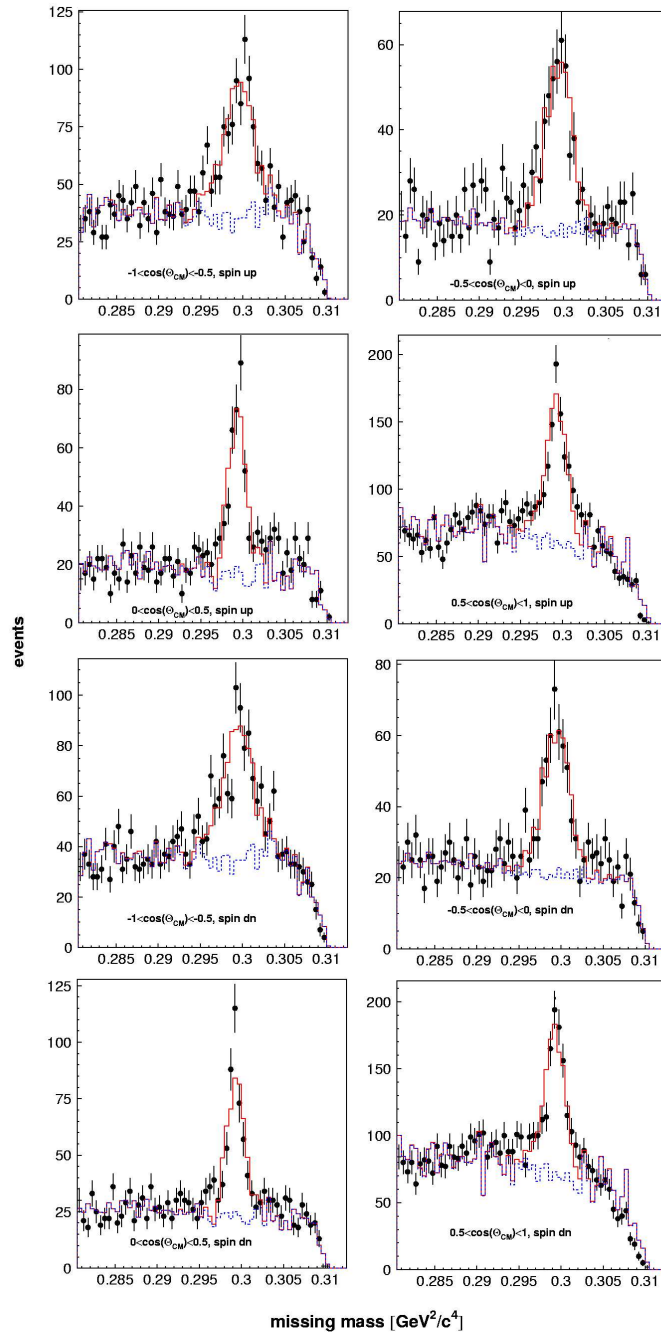 125
100
75
50
25
0
0.285 0.29 0.295 0.3 0.305 0.31
-1<cos(ΘCM)<-0.5, spin up
60
40
20
0
0.285 0.29 0.295 0.3 0.305 0.31
-0.5<cos(ΘCM)<0, spin up
80
60
40
20
0
0.285 0.29 0.295 0.3 0.305 0.31
0<cos(ΘCM)<0.5, spin up
200
150
100
50
0
0.285 0.29 0.295 0.3 0.305 0.31
0.5<cos(ΘCM)<1, spin up
events
100
80
60
40
20
0
0.285 0.29 0.295 0.3 0.305 0.31
-1<cos(ΘCM)<-0.5, spin dn
80
60
40
20
0
0.285 0.29 0.295 0.3 0.305 0.31
-0.5<cos(ΘCM)<0, spin dn
125
100
75
50
25
0
0.285 0.29 0.295 0.3 0.305 0.31
0<cos(ΘCM)<0.5, spin dn
200
150
100
50
0
0.285 0.29 0.295 0.3 0.305 0.31
0.5<cos(ΘCM)<1, spin dn
missing mass [GeV²/c⁴]